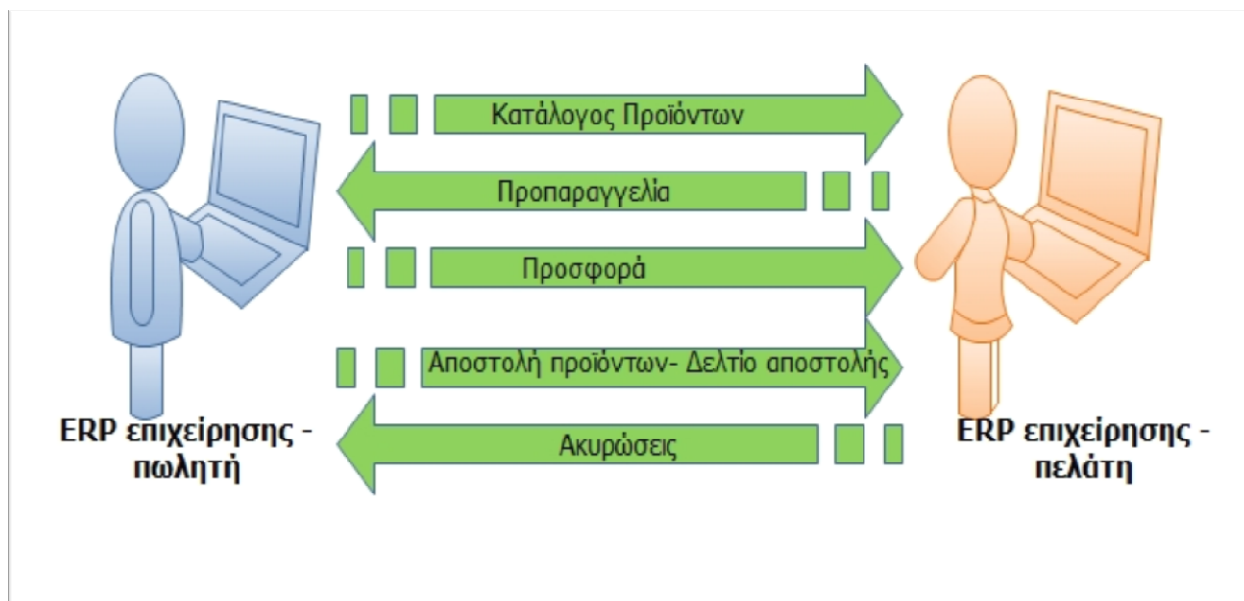 Κατάλογος Προϊόντων
Προπαραγγελία
Προσφορά
Αποστολή προϊόντων- Δελτίο αποστολής
Ακυρώσεις
ERP επιχείρησης -
πωλητή
ERP επιχείρησης -
πελάτη